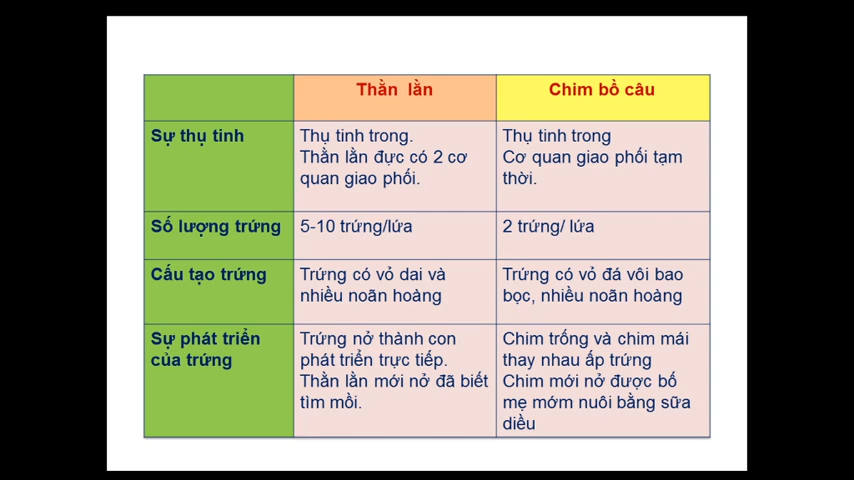 Thằn lằn
Chim bồ câu
Sự thụ tinh
Thụ tinh trong.
Thằn lằn đực có 2 cơ
quan giao phối.
Thụ tinh trong
Cơ quan giao phối tạm
thời.
Số lượng trứng
5-10 trứng/lứa
2 trứng/ lứa
Cấu tạo trứng
Trứng có vỏ dai và
nhiều noãn hoàng
Trứng có vỏ đá vôi bao
bọc, nhiều noãn hoàng
Sự phát triển
của trứng
Trứng nở thành con
phát triển trực tiếp.
Thằn lằn mới nở đã biết
tìm mồi.
Chim trống và chim mái
thay nhau ấp trứng
Chim mới nở được bố
mẹ mớm nuôi bằng sữa
diều